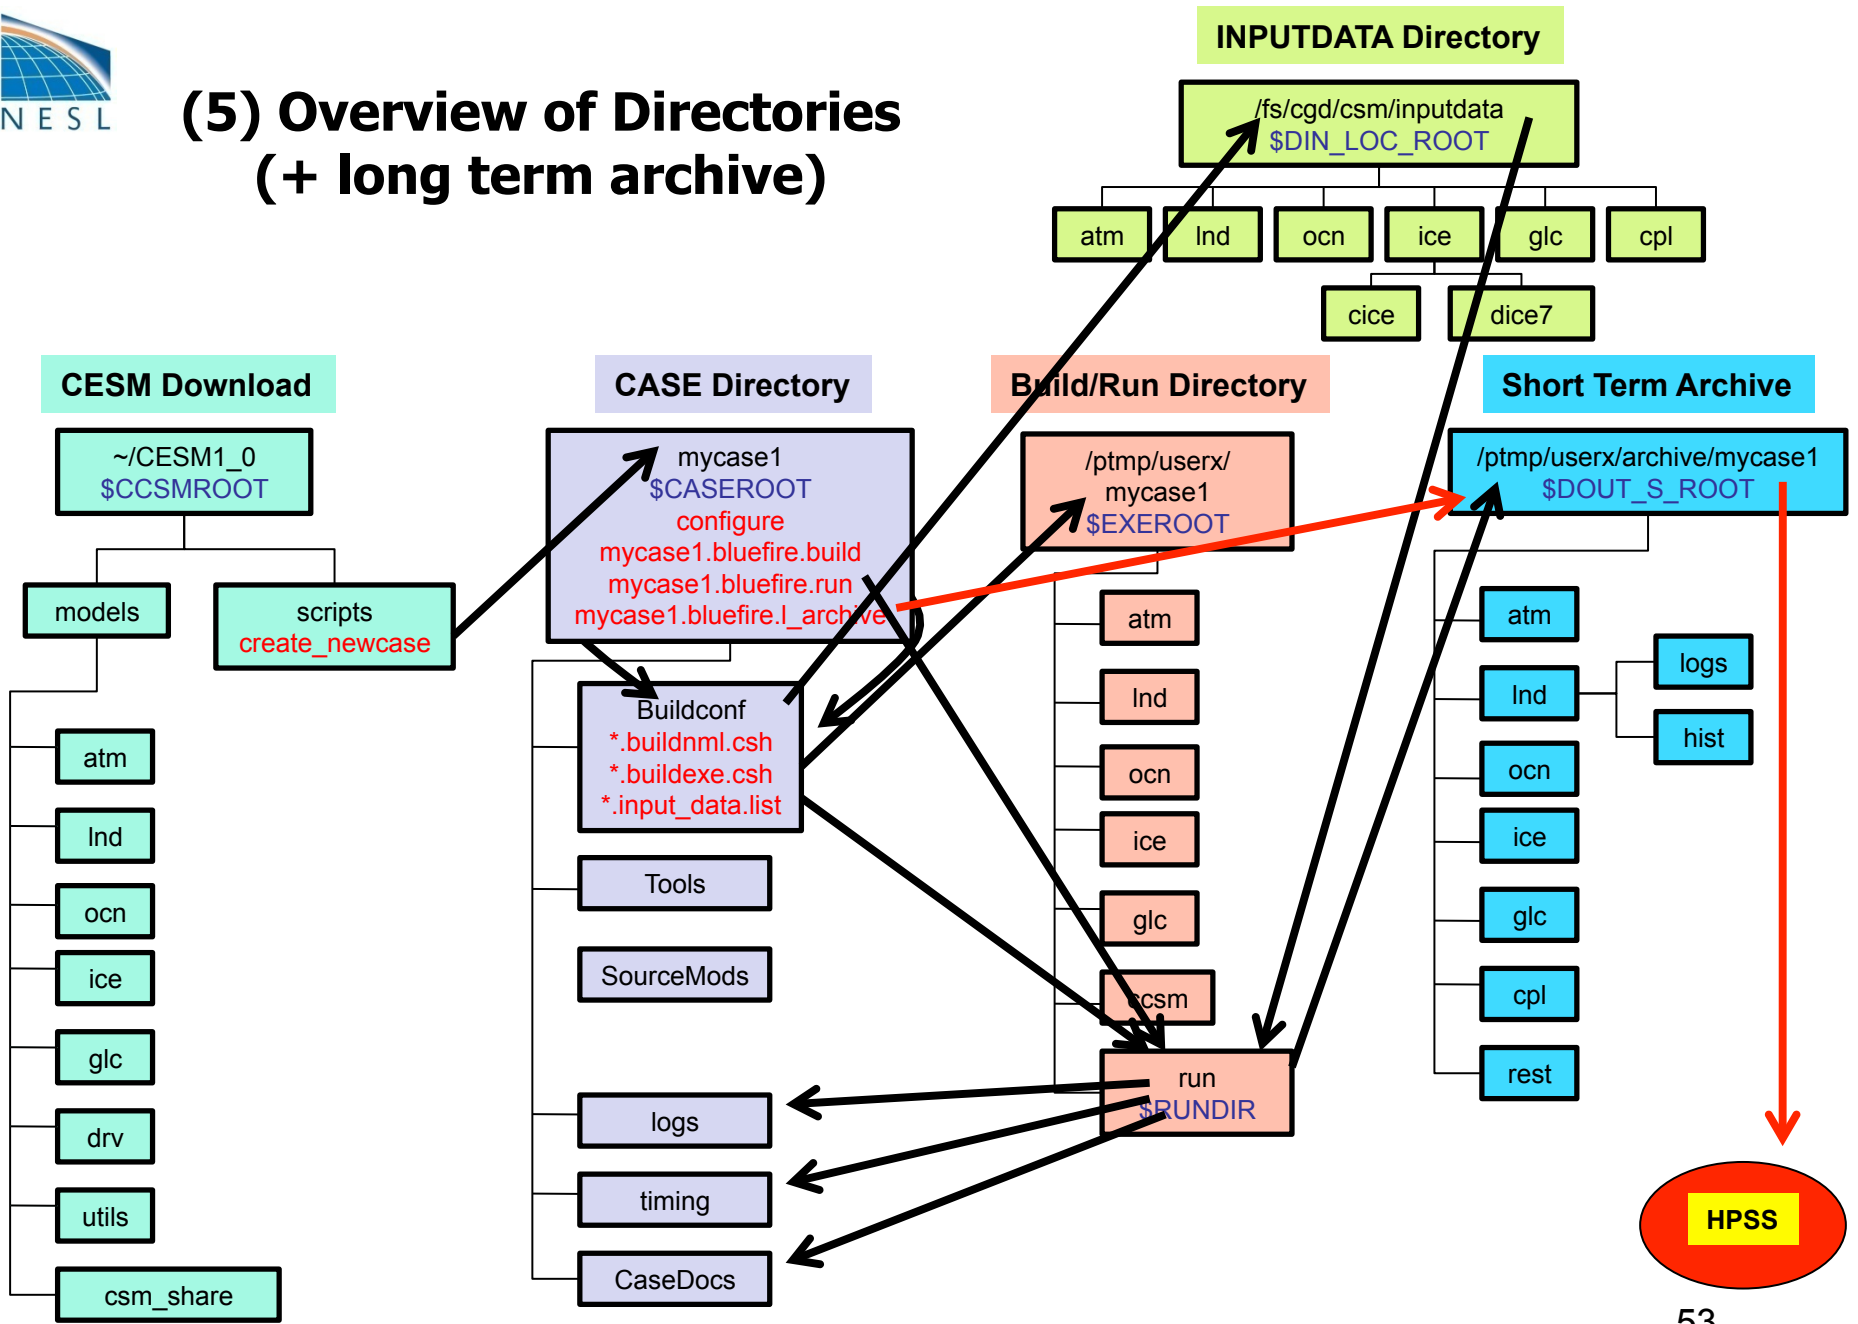 NESL
(5) Overview of Directories
(+ long term archive)
INPUTDATA Directory
/fs/cgd/csm/inputdata
$DIN_LOC_ROOT
atm
lnd
ocn
ice
glc
cpl
cice
dice7
CESM Download
~/CESM1_0
$CCSMROOT
models
scripts
create_newcase
atm
lnd
ocn
ice
glc
drv
utils
csm_share
CASE Directory
mycase1
$CASEROOT
configure
mycase1.bluefire.build
mycase1.bluefire.run
mycase1.bluefire.l_archive
Buildconf
*.buildnml.csh
*.buildexe.csh
*.input_data.list
Tools
SourceMods
logs
timing
CaseDocs
Build/Run Directory
/ptmp/userx/
mycase1
$EXEROOT
atm
lnd
ocn
ice
glc
ccsm
run
$RUNDIR
Short Term Archive
/ptmp/userx/archive/mycase1
$DOUT_S_ROOT
atm
lnd
logs
hist
ocn
ice
glc
cpl
rest
HPSS
53